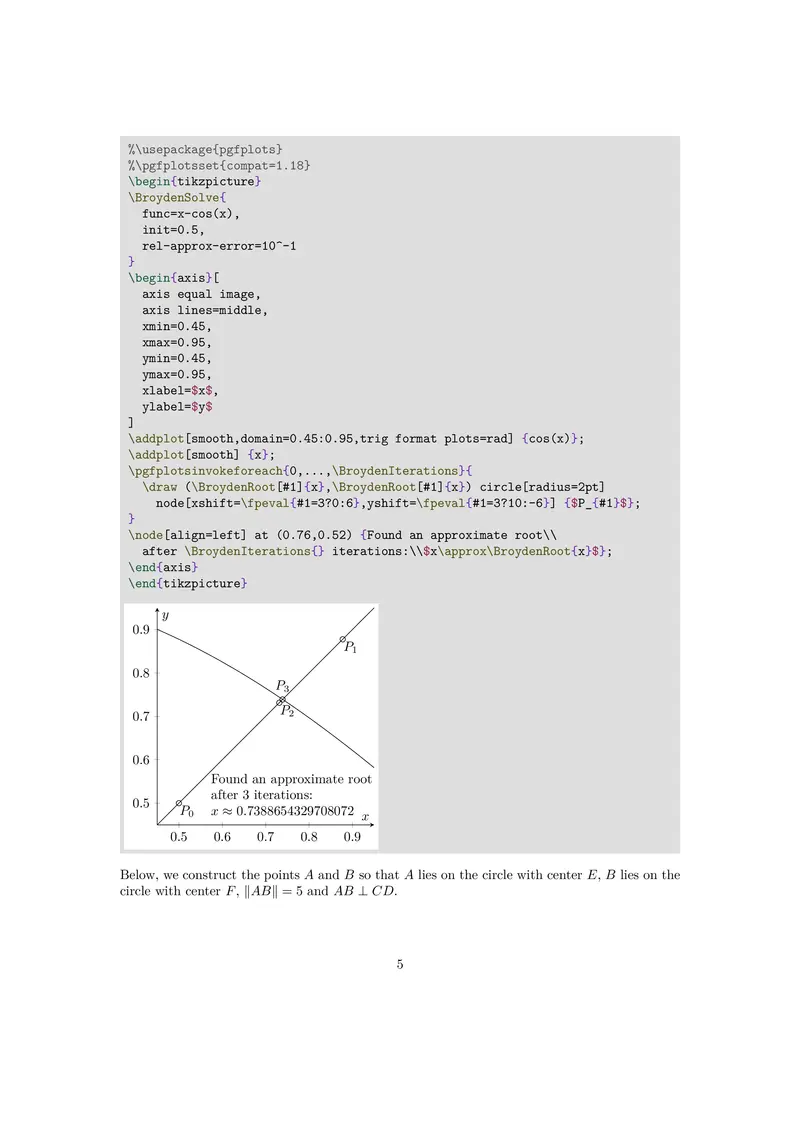 %\usepackage{pgfplots}
%\pgfplotsset{compat=1.18}
\begin{tikzpicture}
\BroydenSolve{
  func=x-cos(x),
  init=0.5,
  rel-approx-error=10^-1
}
\begin{axis}[
  axis equal image,
  axis lines=middle,
  xmin=0.45,
  xmax=0.95,
  ymin=0.45,
  ymax=0.95,
  xlabel=$x$,
  ylabel=$y$
]
\addplot[smooth,domain=0.45:0.95,trig format plots=rad] {cos(x)};
\addplot[smooth] {x};
\pgfplotsinvokeforeach{0,...,\BroydenIterations}{
  \draw (\BroydenRoot[#1]{x},\BroydenRoot[#1]{x}) circle[radius=2pt]
    node[xshift=\fpeval{#1=3?0:6},yshift=\fpeval{#1=3?10:-6}] {$P_{#1}$};
}
\node[align=left] at (0.76,0.52) {Found an approximate root\\
  after \BroydenIterations{} iterations:\\$x\approx\BroydenRoot{x}$};
\end{axis}
\end{tikzpicture}
y
0.9
P₁
0.8
P₃
0.7
P₂
0.6
Found an approximate root
after 3 iterations:
0.5
P₀
x ≈ 0.7388654329708072
x
0.5 0.6 0.7 0.8 0.9
Below, we construct the points A and B so that A lies on the circle with center E, B lies on the
circle with center F, ‖AB‖ = 5 and AB ⊥ CD.
5